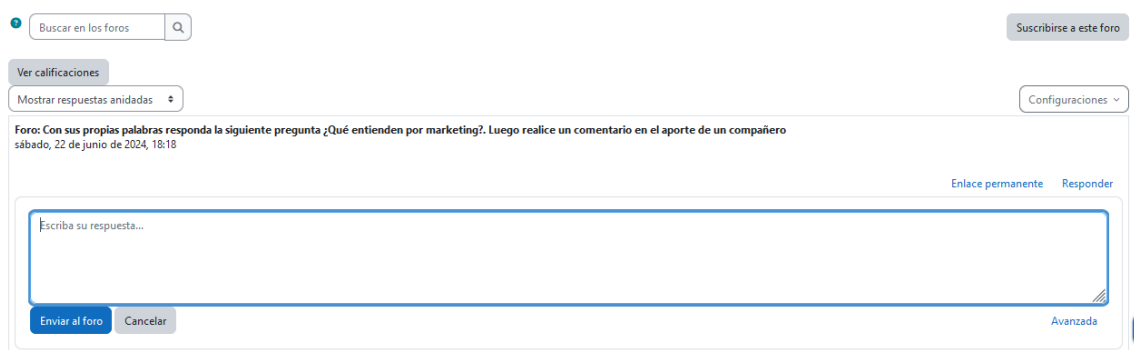 Buscar en los foros
Suscribirse a este foro
Ver calificaciones
Mostrar respuestas anidadas
Configuraciones
Foro: Con sus propias palabras responda la siguiente pregunta ¿Qué entienden por marketing?. Luego realice un comentario en el aporte de un compañero
sábado, 22 de junio de 2024, 18:18
Enlace permanente Responder
Escriba su respuesta...
Enviar al foro Cancelar Avanzada